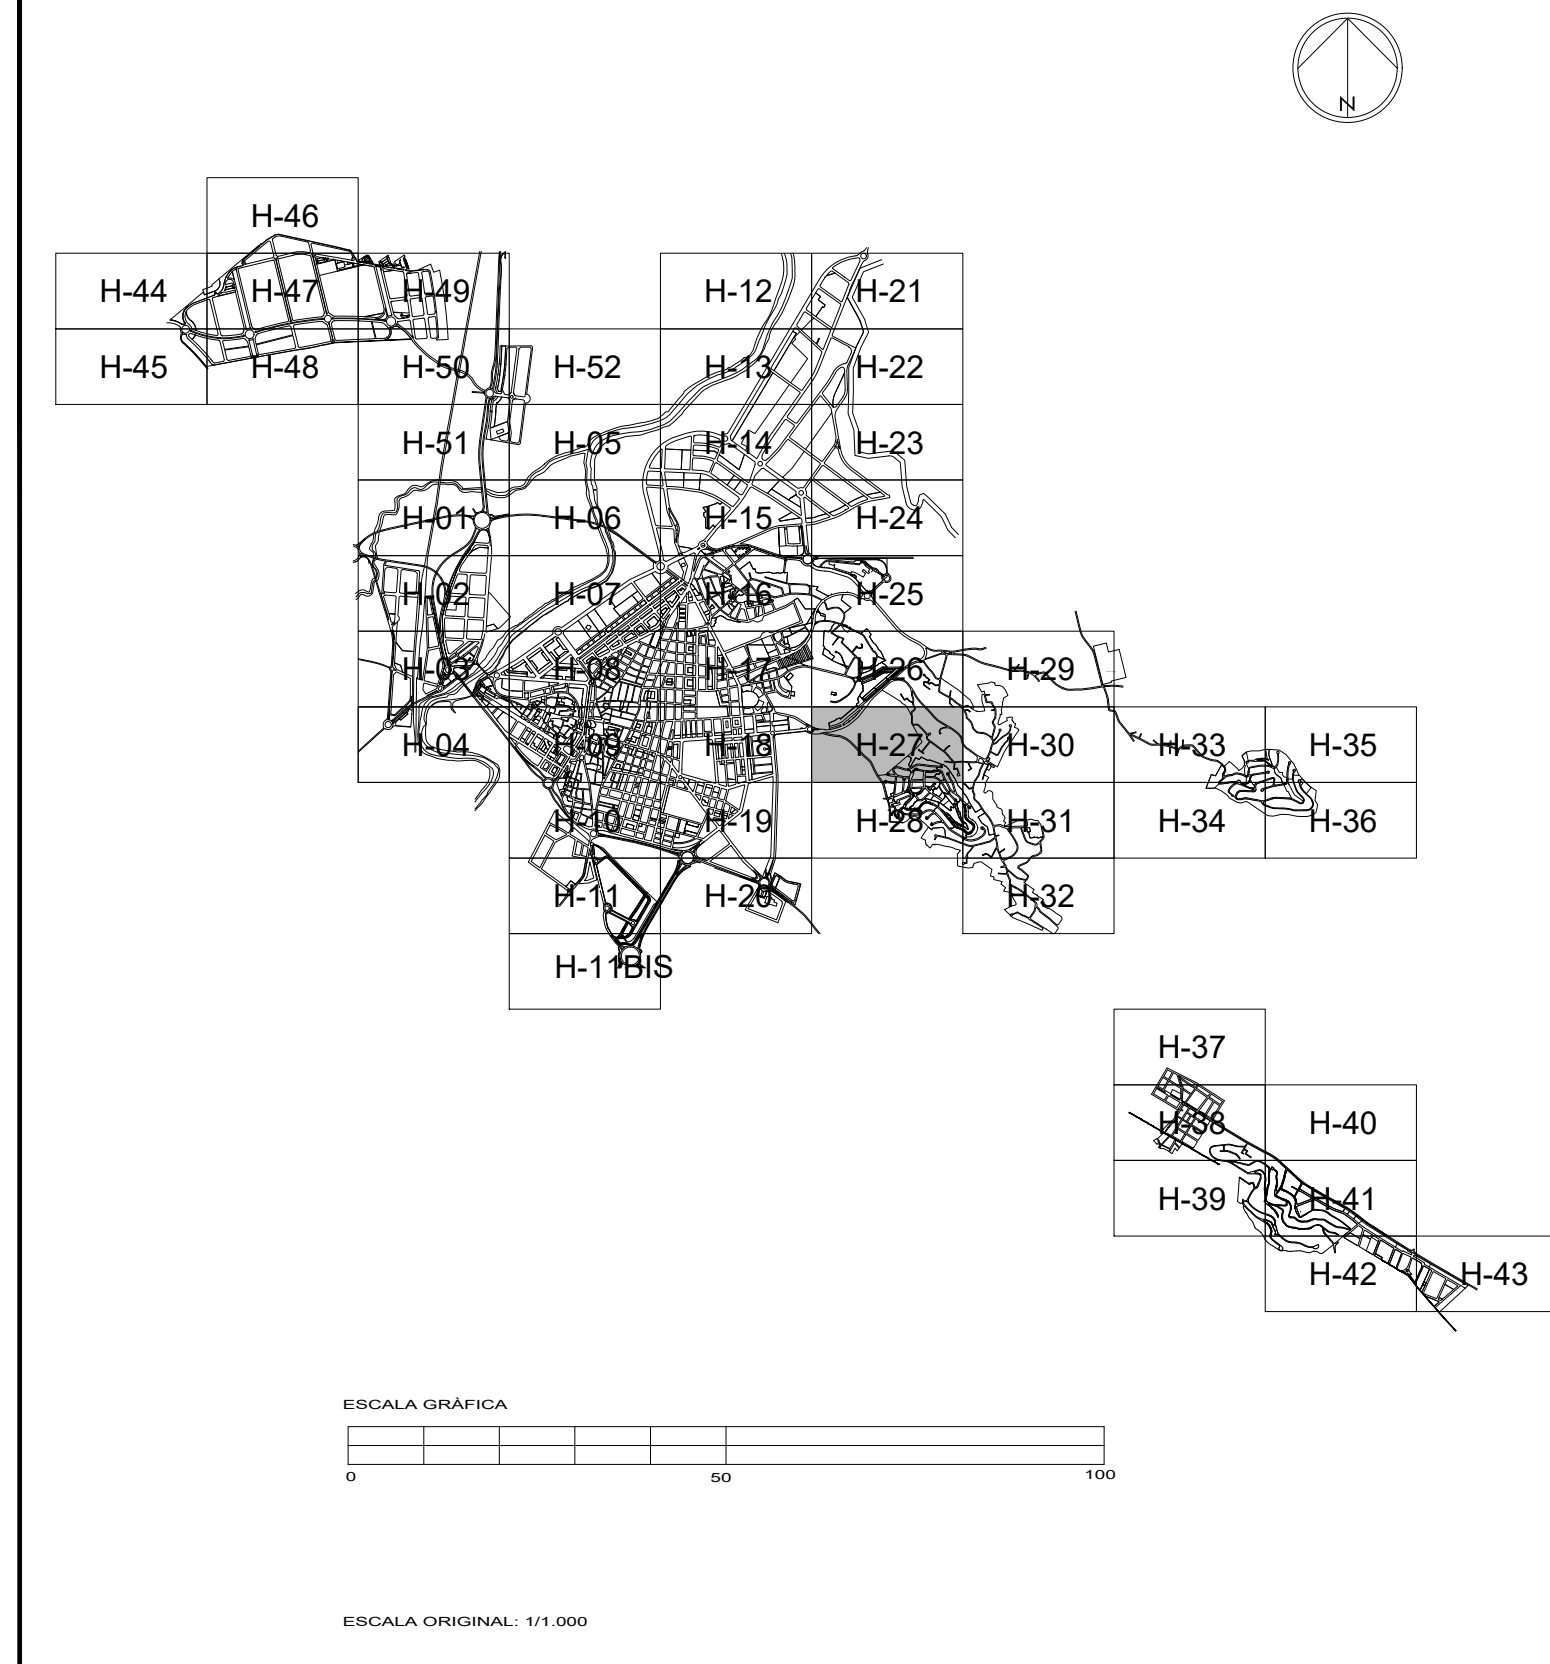 N
H-46
H-44 H-47 H-49 H-12 H-21
H-45 H-48 H-50 H-52 H-13 H-22
H-51 H-05 H-14 H-23
H-01 H-06 H-15 H-24
H-02 H-07 H-16 H-25
H-03 H-08 H-17 H-26 H-29
H-04 H-09 H-18 H-27 H-30 H-33 H-35
H-10 H-19 H-28 H-31 H-34 H-36
H-11 H-20 H-32
H-11BIS
H-37
H-38 H-40
H-39 H-41
H-42 H-43
ESCALA GRÀFICA
0 50 100
ESCALA ORIGINAL: 1/1.000